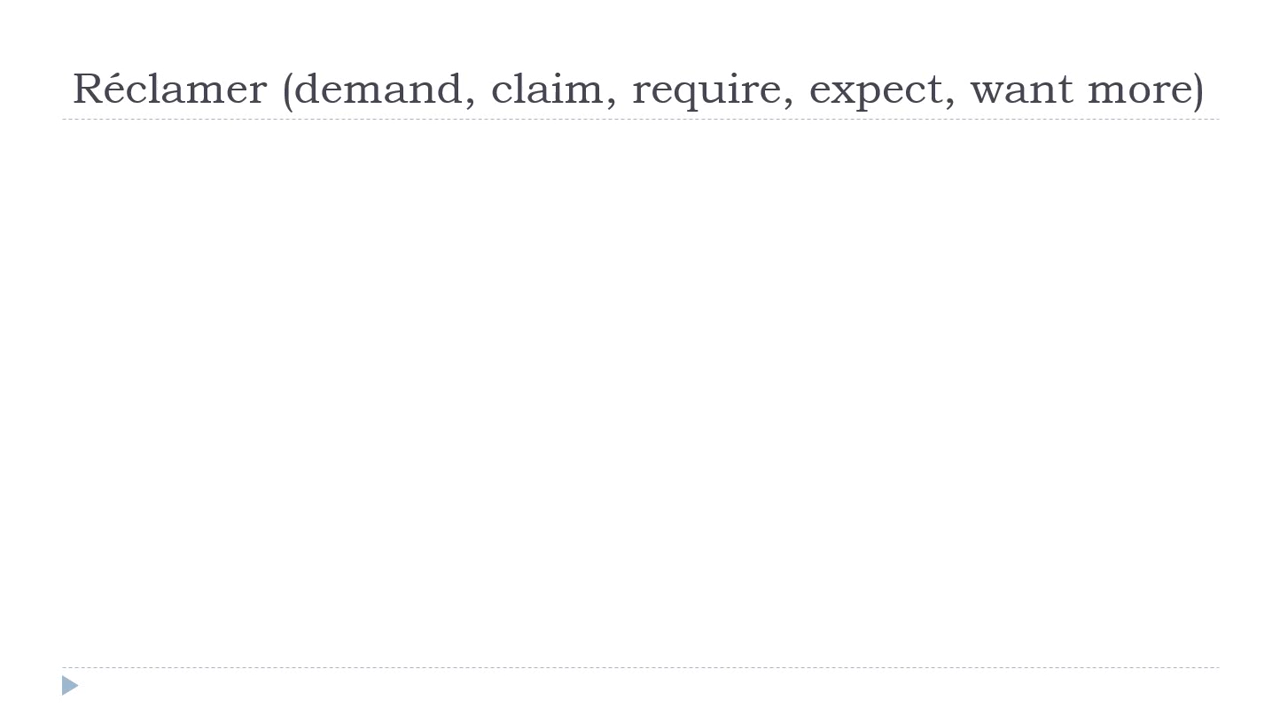 Réclamer (demand, claim, require, expect, want more)